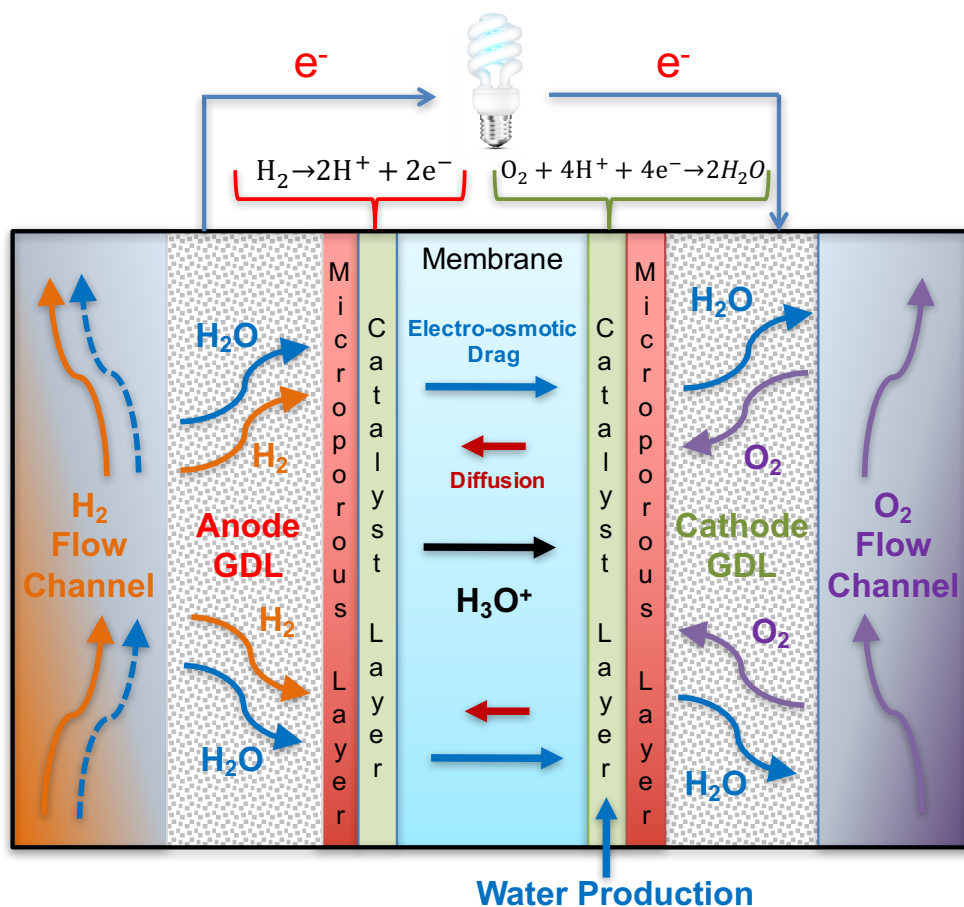 e⁻
e⁻
H₂→2H⁺ + 2e⁻
O₂ + 4H⁺ + 4e⁻→2H₂O
Membrane
Electro-osmotic
Drag
Diffusion
H₃O⁺
Microporous Layer
Catalyst Layer
Catalyst Layer
Microporous Layer
H₂O
H₂
Anode
GDL
H₂
H₂O
H₂
Flow
Channel
H₂O
O₂
Cathode
GDL
O₂
H₂O
O₂
Flow
Channel
Water Production